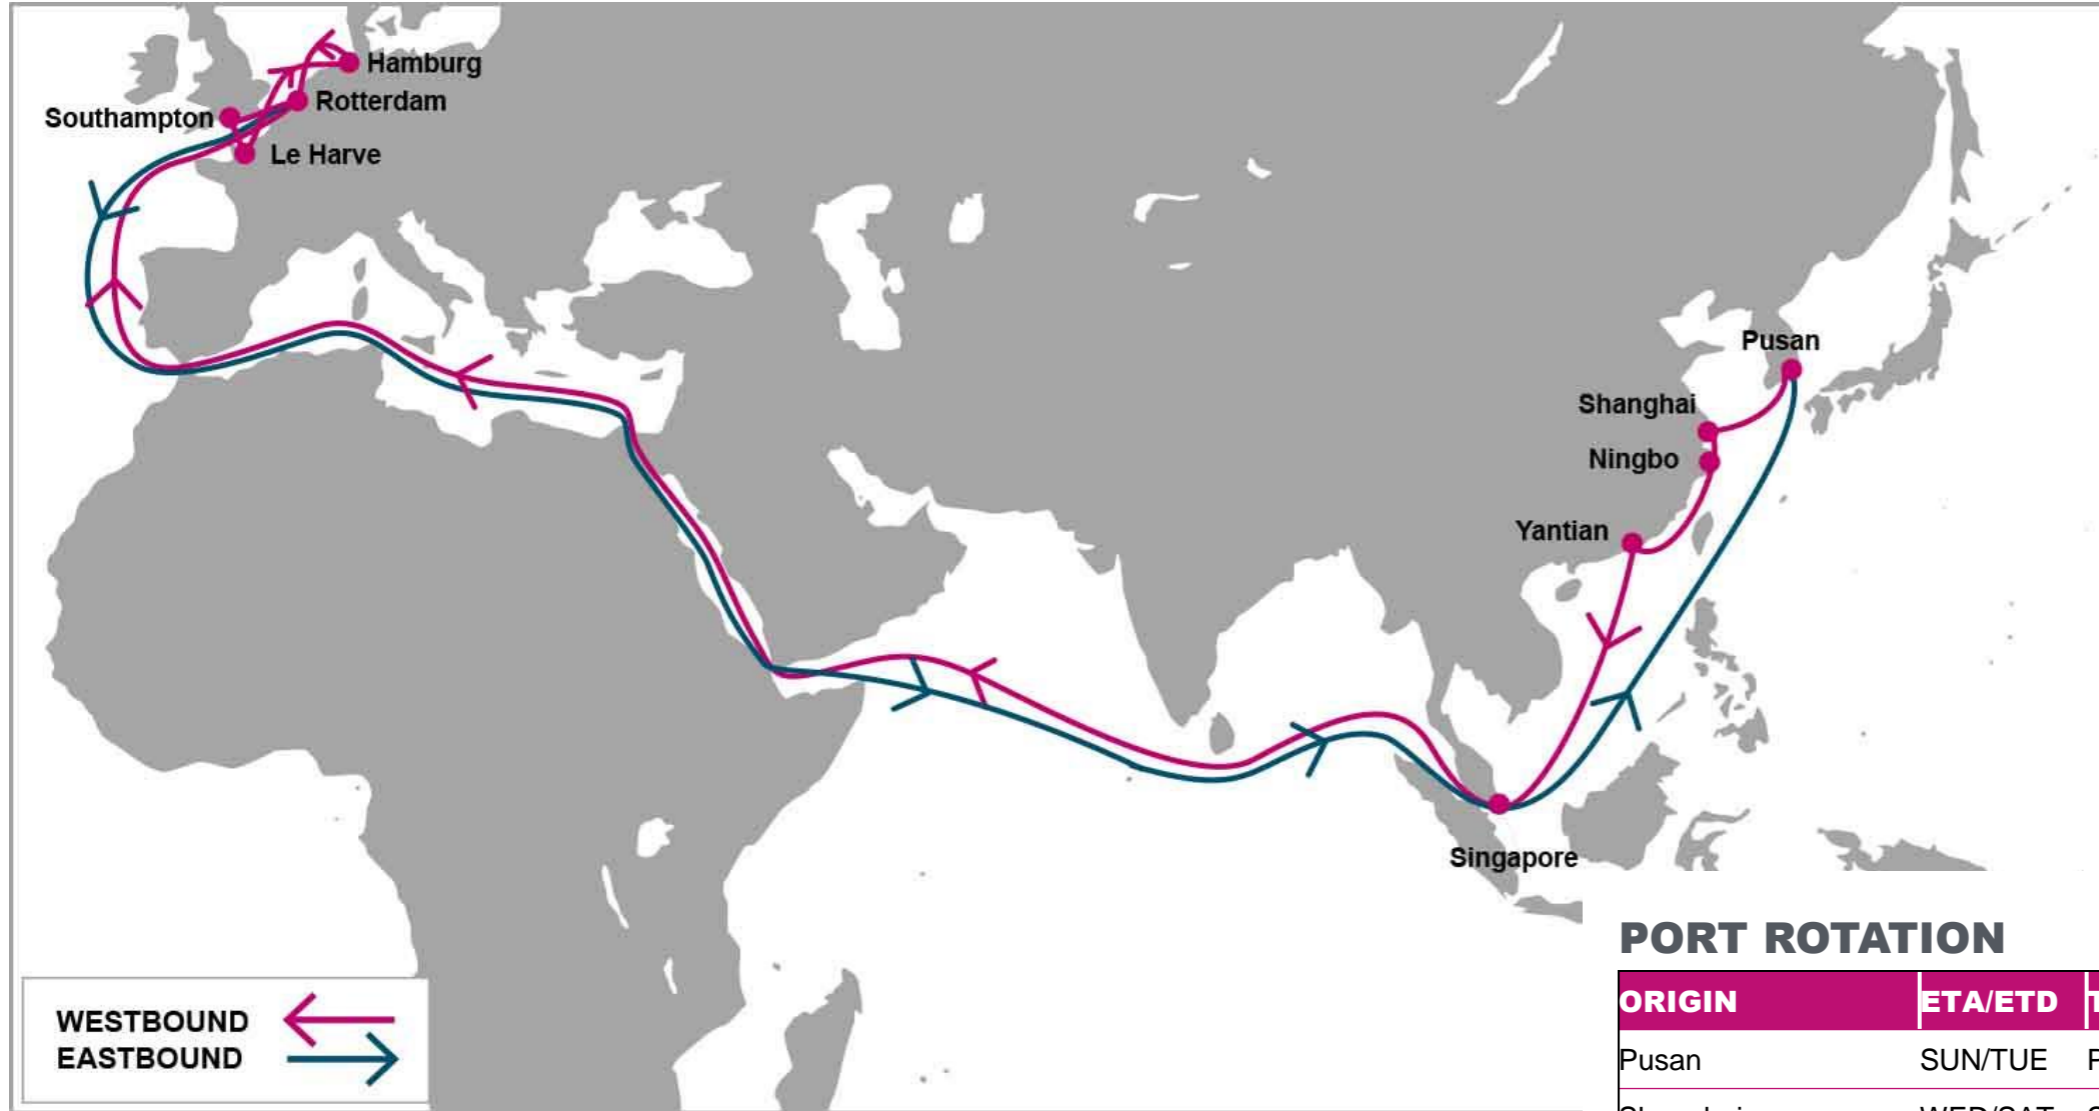 Hamburg
Rotterdam
Southampton
Le Harve
Pusan
Shanghai
Ningbo
Yantian
Singapore
WESTBOUND
EASTBOUND
PORT ROTATION
ORIGIN ETA/ETD
Pusan SUN/TUE